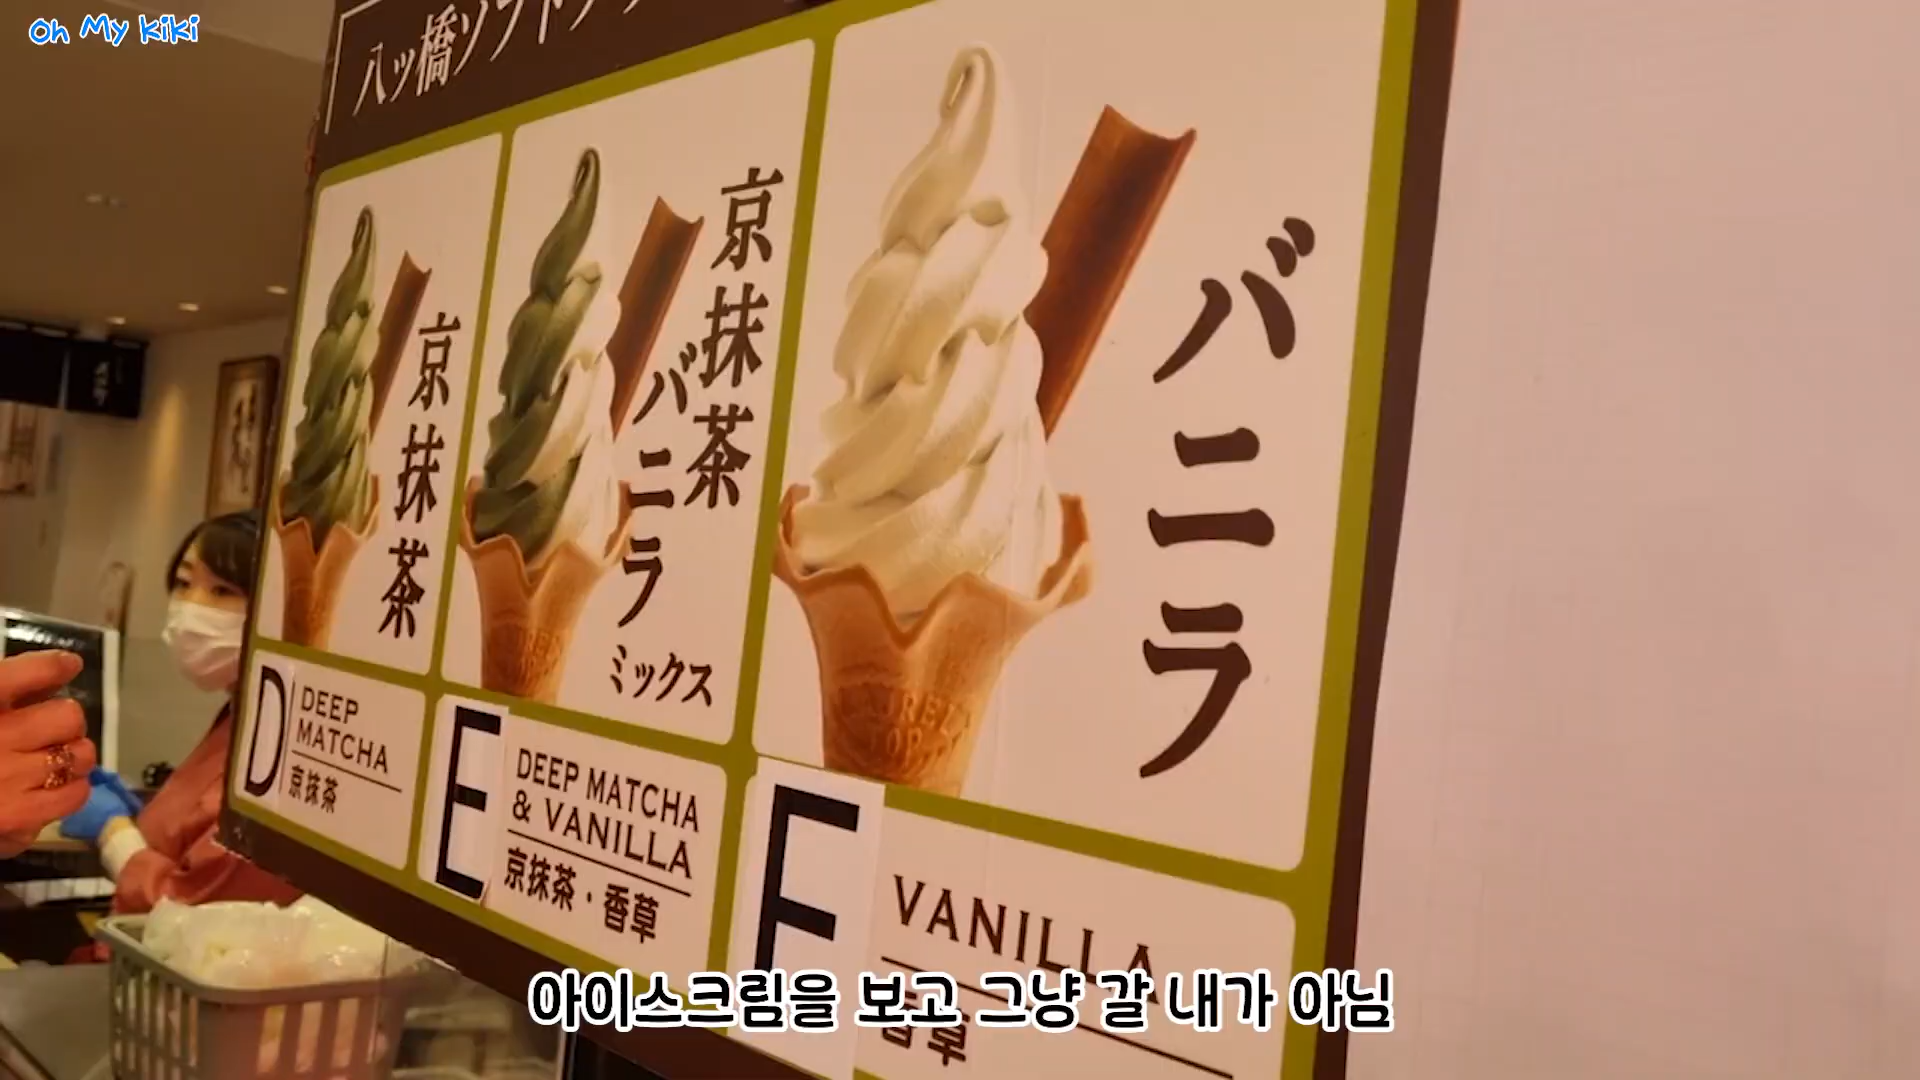 Oh My Kiki
八ッ橋ソフトク
京抹茶
京抹茶
バニラ
ミックス
バニラ
D
DEEP
MATCHA
京抹茶
E
DEEP MATCHA
& VANILLA
京抹茶・香草
F
VANILLA
香草
아이스크림을 보고 그냥 갈 내가 아님